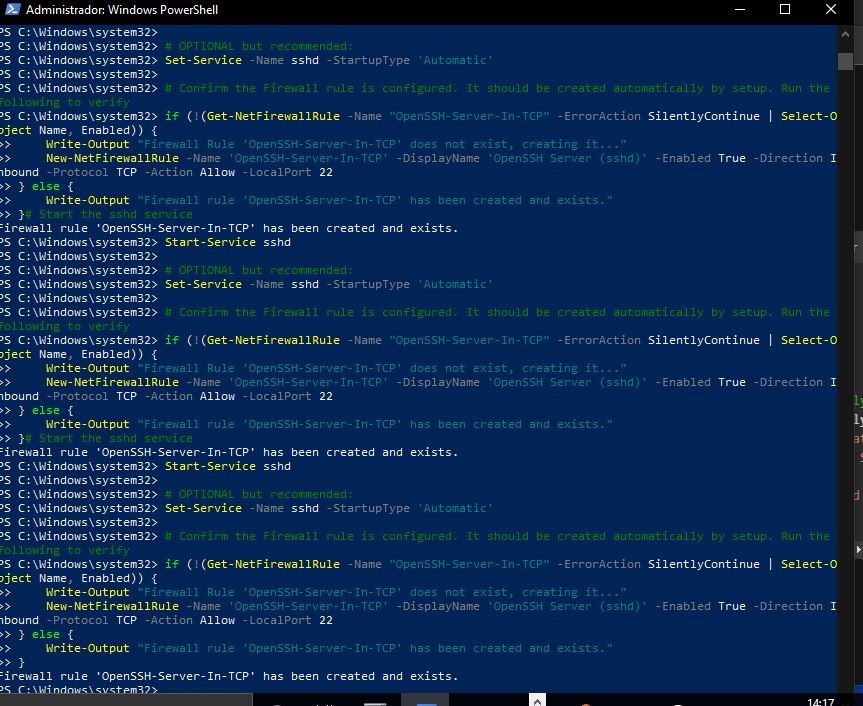 Administrador: Windows PowerShell
PS C:\Windows\system32>
PS C:\Windows\system32> # OPTIONAL but recommended:
PS C:\Windows\system32> Set-Service -Name sshd -StartupType 'Automatic'
PS C:\Windows\system32>
PS C:\Windows\system32> # Confirm the Firewall rule is configured. It should be created automatically by setup. Run the
following to verify
PS C:\Windows\system32> if (!(Get-NetFirewallRule -Name "OpenSSH-Server-In-TCP" -ErrorAction SilentlyContinue | Select-O
bject Name, Enabled)) {
>>     Write-Output "Firewall Rule 'OpenSSH-Server-In-TCP' does not exist, creating it..."
>>     New-NetFirewallRule -Name 'OpenSSH-Server-In-TCP' -DisplayName 'OpenSSH Server (sshd)' -Enabled True -Direction I
nbound -Protocol TCP -Action Allow -LocalPort 22
>> } else {
>>     Write-Output "Firewall rule 'OpenSSH-Server-In-TCP' has been created and exists."
>> }# Start the sshd service
Firewall rule 'OpenSSH-Server-In-TCP' has been created and exists.
PS C:\Windows\system32> Start-Service sshd
PS C:\Windows\system32>
PS C:\Windows\system32> # OPTIONAL but recommended:
PS C:\Windows\system32> Set-Service -Name sshd -StartupType 'Automatic'
PS C:\Windows\system32>
PS C:\Windows\system32> # Confirm the Firewall rule is configured. It should be created automatically by setup. Run the
following to verify
PS C:\Windows\system32> if (!(Get-NetFirewallRule -Name "OpenSSH-Server-In-TCP" -ErrorAction SilentlyContinue | Select-O
bject Name, Enabled)) {
>>     Write-Output "Firewall Rule 'OpenSSH-Server-In-TCP' does not exist, creating it..."
>>     New-NetFirewallRule -Name 'OpenSSH-Server-In-TCP' -DisplayName 'OpenSSH Server (sshd)' -Enabled True -Direction I
nbound -Protocol TCP -Action Allow -LocalPort 22
>> } else {
>>     Write-Output "Firewall rule 'OpenSSH-Server-In-TCP' has been created and exists."
>> }# Start the sshd service
Firewall rule 'OpenSSH-Server-In-TCP' has been created and exists.
PS C:\Windows\system32> Start-Service sshd
PS C:\Windows\system32>
PS C:\Windows\system32> # OPTIONAL but recommended:
PS C:\Windows\system32> Set-Service -Name sshd -StartupType 'Automatic'
PS C:\Windows\system32>
PS C:\Windows\system32> # Confirm the Firewall rule is configured. It should be created automatically by setup. Run the
following to verify
PS C:\Windows\system32> if (!(Get-NetFirewallRule -Name "OpenSSH-Server-In-TCP" -ErrorAction SilentlyContinue | Select-O
bject Name, Enabled)) {
>>     Write-Output "Firewall Rule 'OpenSSH-Server-In-TCP' does not exist, creating it..."
>>     New-NetFirewallRule -Name 'OpenSSH-Server-In-TCP' -DisplayName 'OpenSSH Server (sshd)' -Enabled True -Direction I
nbound -Protocol TCP -Action Allow -LocalPort 22
>> } else {
>>     Write-Output "Firewall rule 'OpenSSH-Server-In-TCP' has been created and exists."
>> }
Firewall rule 'OpenSSH-Server-In-TCP' has been created and exists.
PS C:\Windows\system32>
14:17